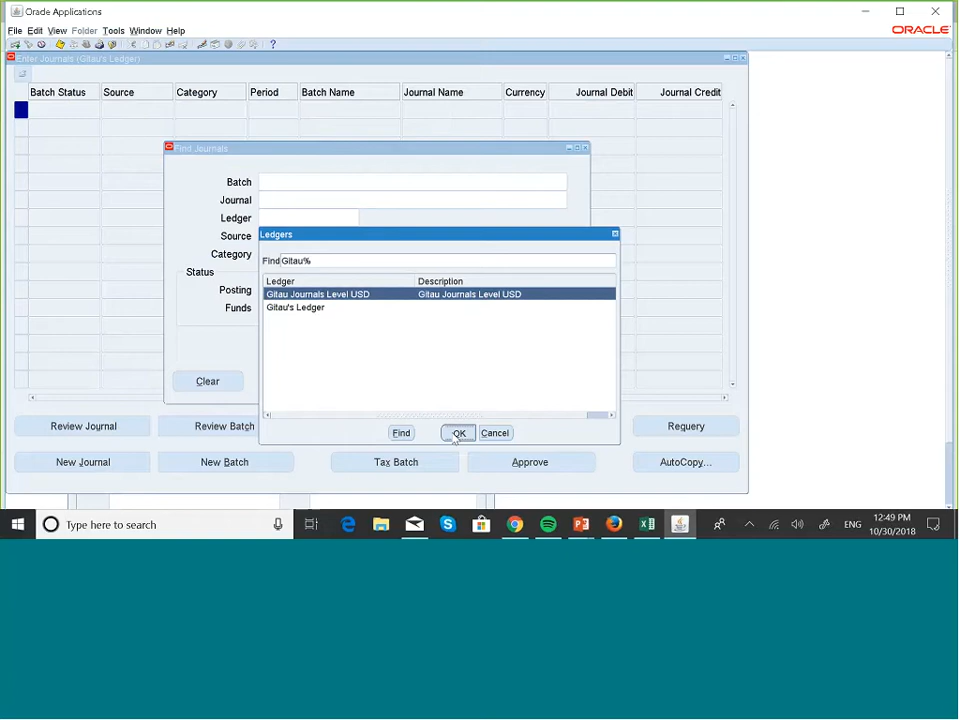 Oracle Applications
File Edit View Folder Tools Window Help
ORACLE
Enter Journals (Gitau's Ledger)
Batch Status Source Category Period Batch Name Journal Name Currency Journal Debit Journal Credit
Find Journals
Batch
Journal
Ledger
Source
Category
Status
Posting
Funds
Clear
Ledgers
Find Gitau%
Ledger Description
Gitau Journals Level USD Gitau Journals Level USD
Gitau's Ledger
Find OK Cancel
Review Journal Review Batch Requery
New Journal New Batch Tax Batch Approve AutoCopy...
Type here to search
ENG
12:49 PM
10/30/2018